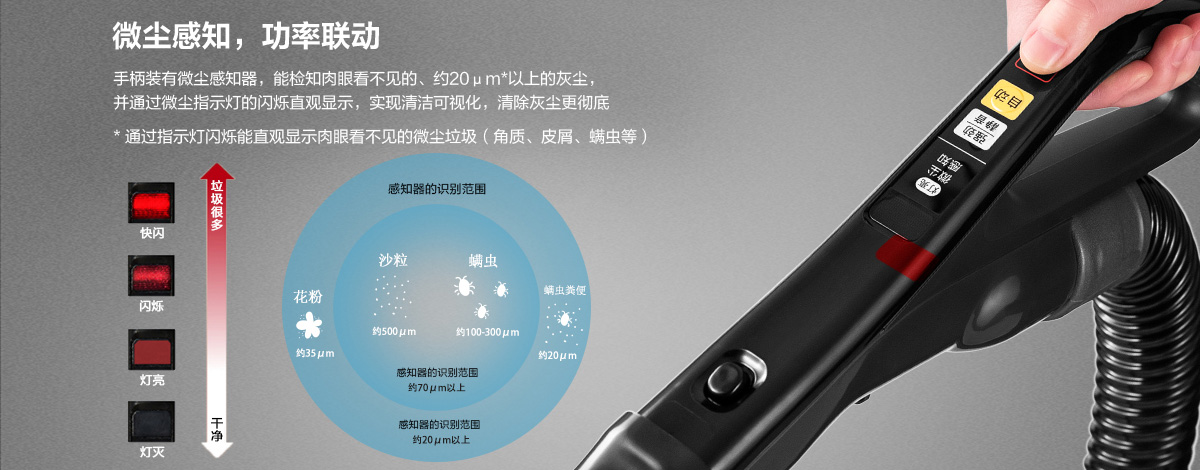 微尘感知，功率联动
手柄装有微尘感知器，能检知肉眼看不见的、约20μm*以上的灰尘，
并通过微尘指示灯的闪烁直观显示，实现清洁可视化，清除灰尘更彻底
* 通过指示灯闪烁能直观显示肉眼看不见的微尘垃圾（角质、皮屑、螨虫等）
快闪
闪烁
灯亮
灯灭
垃圾很多
干净
感知器的识别范围
沙粒
约500μm
螨虫
约100-300μm
花粉
约35μm
螨虫粪便
约20μm
感知器的识别范围
约70μm以上
感知器的识别范围
约20μm以上
自动
强劲
静音
微尘
感知
灯亮